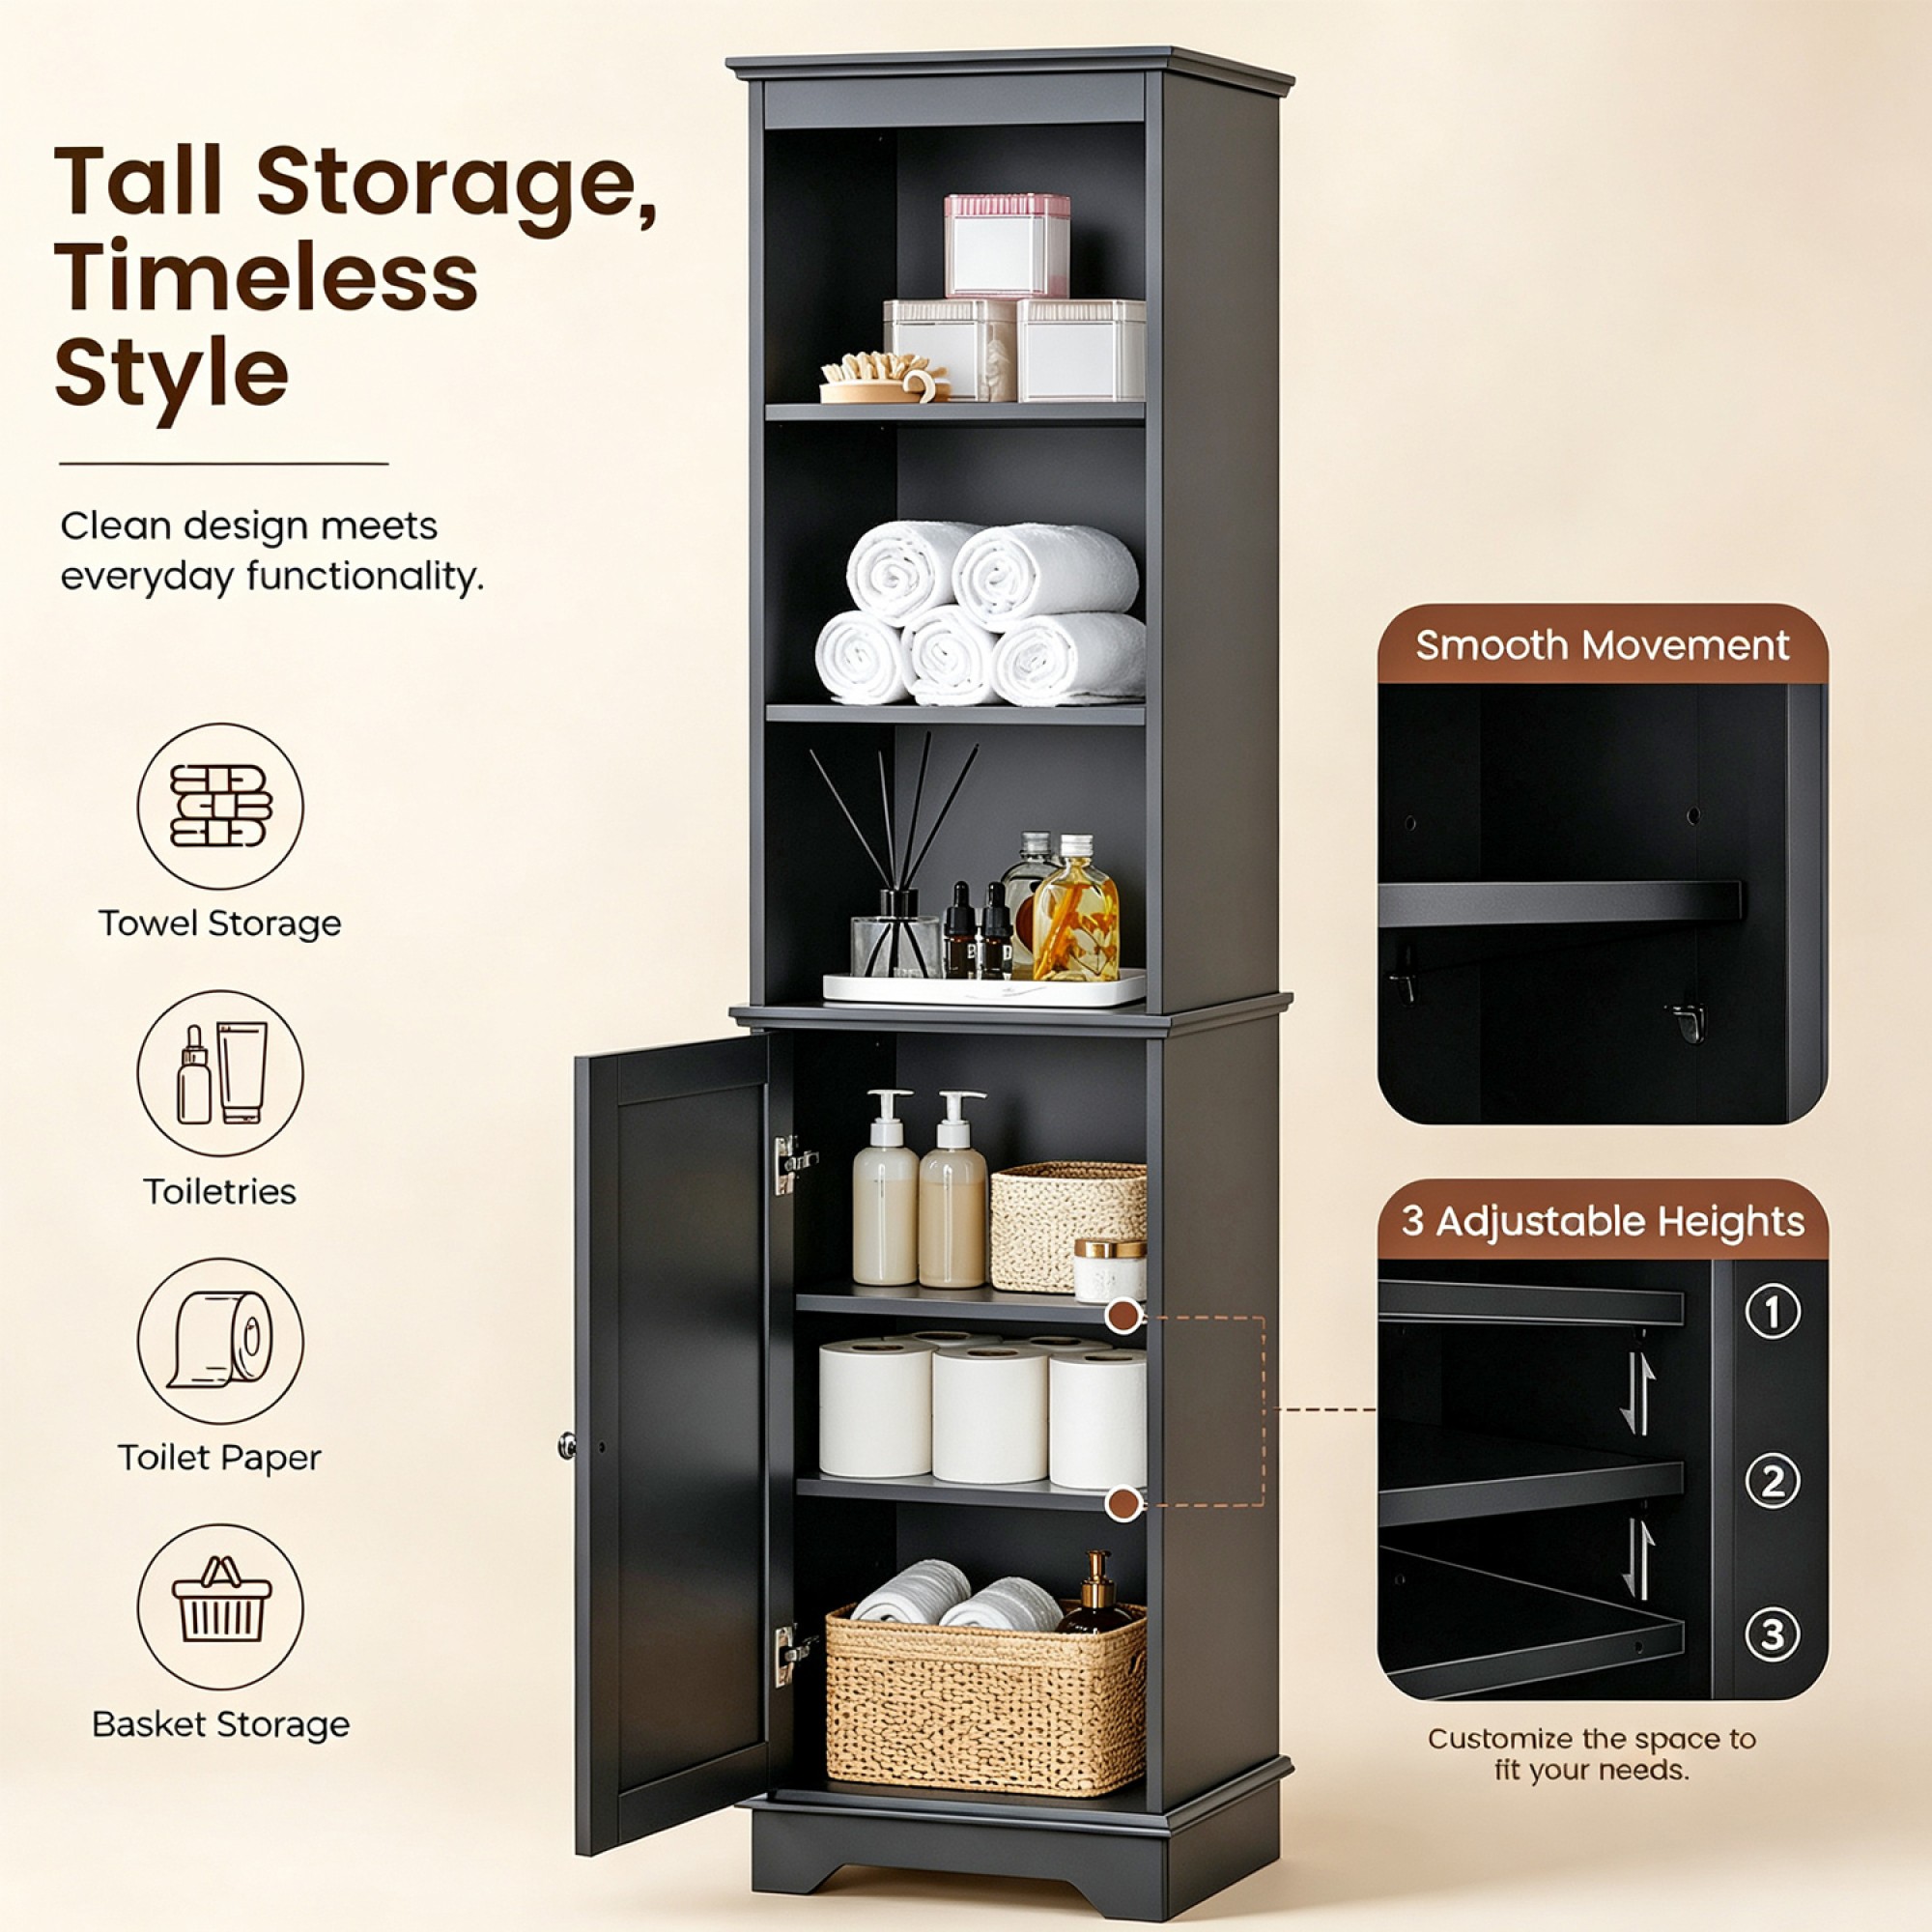 Tall Storage,
Timeless
Style
Clean design meets
everyday functionality.
Towel Storage
Toiletries
Toilet Paper
Basket Storage
Smooth Movement
3 Adjustable Heights
1
2
3
Customize the space to
fit your needs.